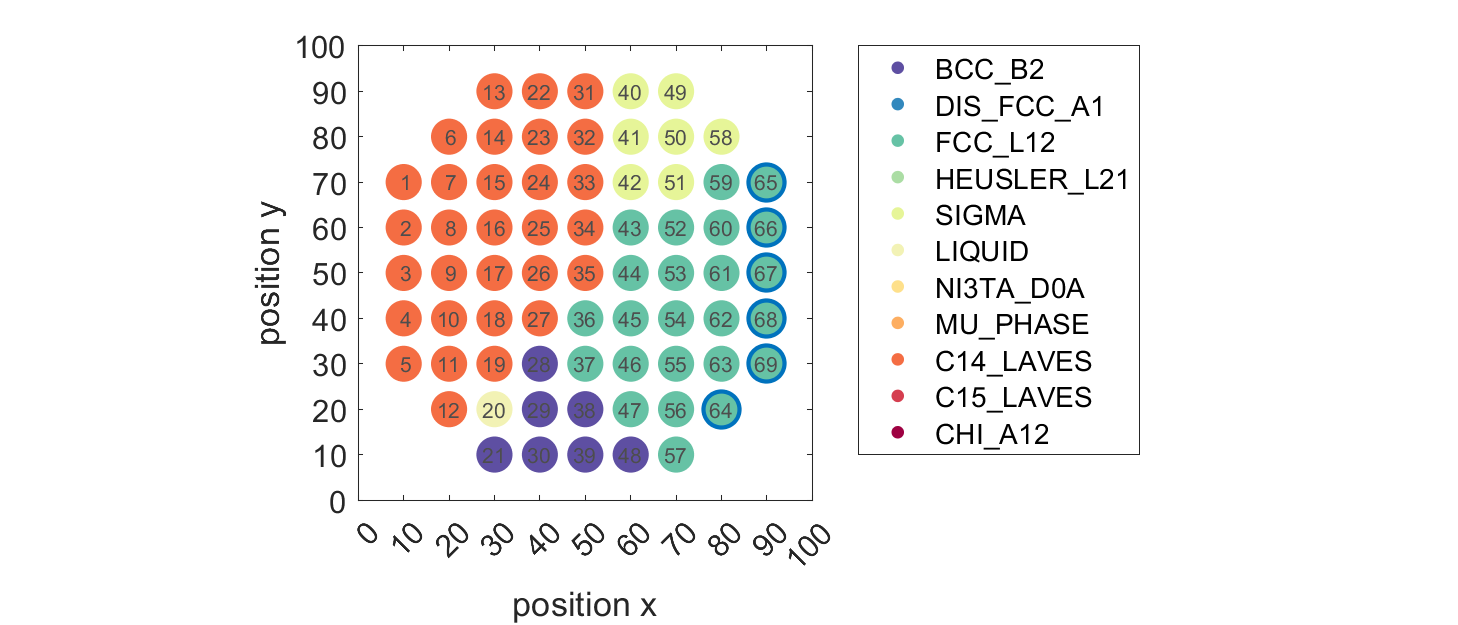 100
90
80
70
60
50
40
30
20
10
0
position y
13 22 31 40 49
6 14 23 32 41 50 58
1 7 15 24 33 42 51 59 65
2 8 16 25 34 43 52 60 66
3 9 17 26 35 44 53 61 67
4 10 18 27 36 45 54 62 68
5 11 19 28 37 46 55 63 69
12 20 29 38 47 56 64
21 30 39 48 57
0 10 20 30 40 50 60 70 80 90 100
position x
BCC_B2
DIS_FCC_A1
FCC_L12
HEUSLER_L21
SIGMA
LIQUID
NI3TA_D0A
MU_PHASE
C14_LAVES
C15_LAVES
CHI_A12